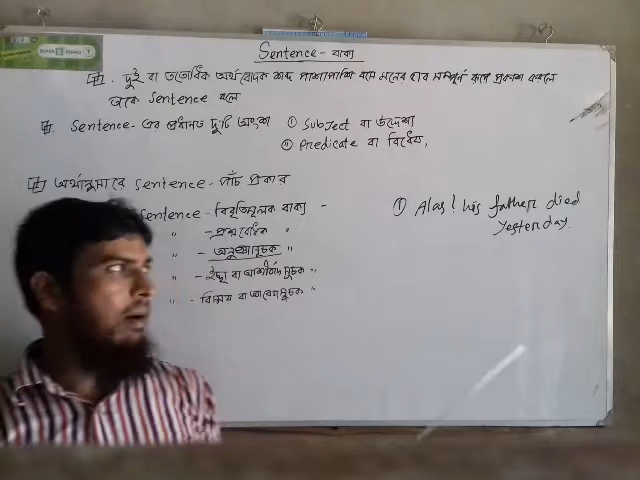 SUPER BOARD
Sentence - বাক্য
দুই বা ততোধিক অর্থবোধক শব্দ পাশাপাশি বসে মনের ভাব সম্পূর্ণ রূপে প্রকাশ করলে
তাকে Sentence বলে
Sentence-এর প্রধানত দু'টি অংশ ① Subject বা উদ্দেশ্য
② Predicate বা বিধেয়,
অর্থানুসারে Sentence - পাঁচ প্রকার
Sentence - বিবৃতিমূলক বাক্য -
" - প্রশ্নবোধক "
" - অনুজ্ঞাসূচক "
" - ইচ্ছা বা আশীর্বাদ সূচক "
" - বিস্ময় বা আবেগসূচক "
① Alas! his father died
yesterday.